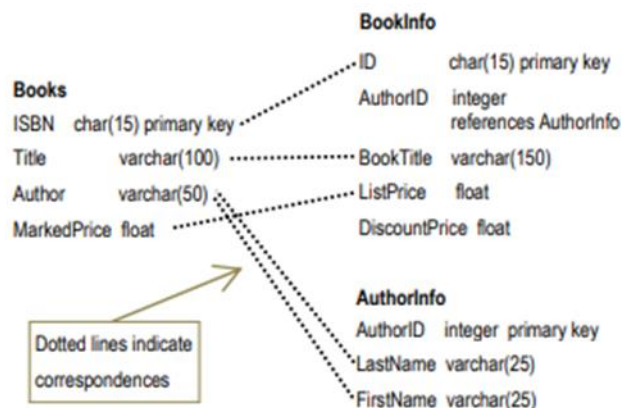 BookInfo
ID char(15) primary key
AuthorID integer
references AuthorInfo
BookTitle varchar(150)
ListPrice float
DiscountPrice float
Books
ISBN char(15) primary key
Title varchar(100)
Author varchar(50)
MarkedPrice float
AuthorInfo
AuthorID integer primary key
LastName varchar(25)
FirstName varchar(25)
Dotted lines indicate
correspondences